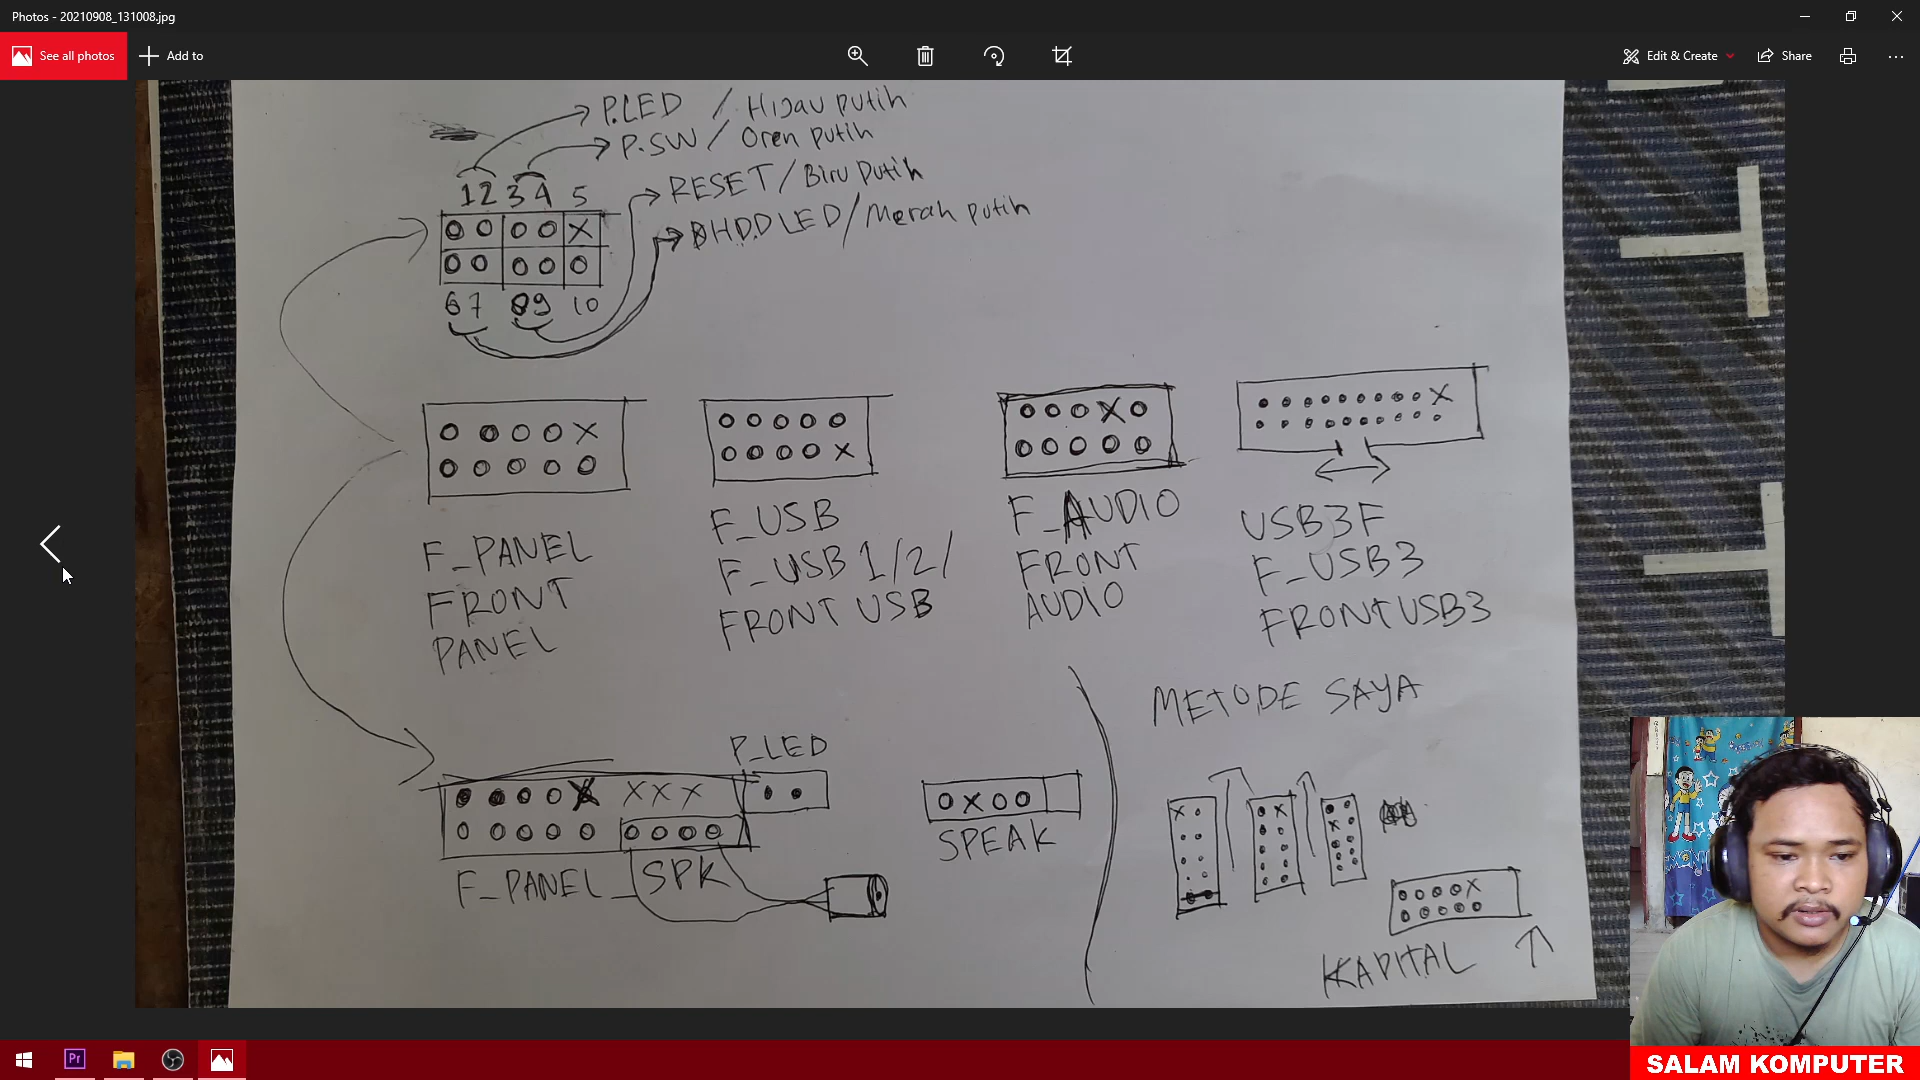 Photos - 20210908_131008.jpg
See all photos
Add to
Edit & Create
Share
P.LED / Hijau putih
P.SW / Oren putih
RESET / Biru putih
HDD LED / Merah putih
1 2 3 4 5
6 7 8 9 10
F_PANEL
FRONT
PANEL
F_USB
F_USB 1/2/
FRONT USB
F_AUDIO
FRONT
AUDIO
USB3F
F_USB3
FRONT USB3
P_LED
F_PANEL_SPK
SPEAK
METODE SAYA
KAPITAL
Pr
SALAM KOMPUTER